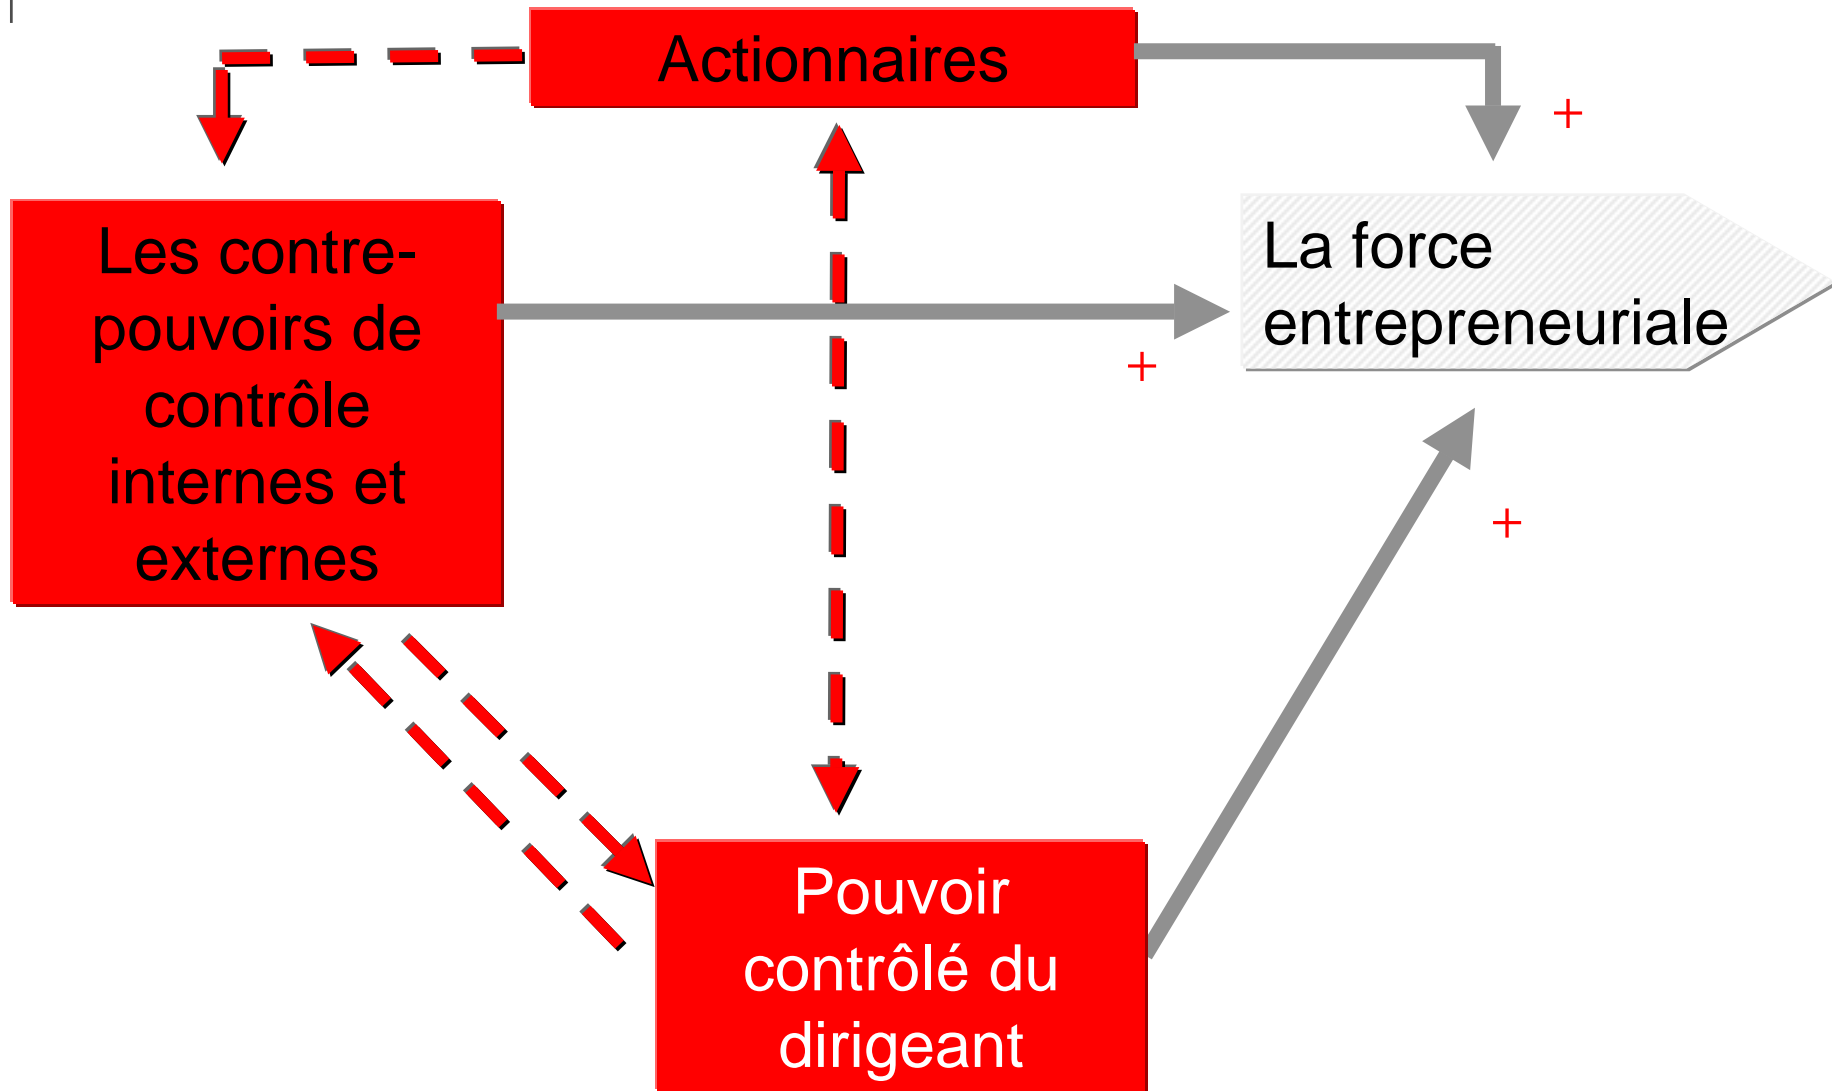 Actionnaires
+
Les contre-
pouvoirs de
contrôle
internes et
externes
La force
entrepreneuriale
+
+
Pouvoir
contrôlé du
dirigeant